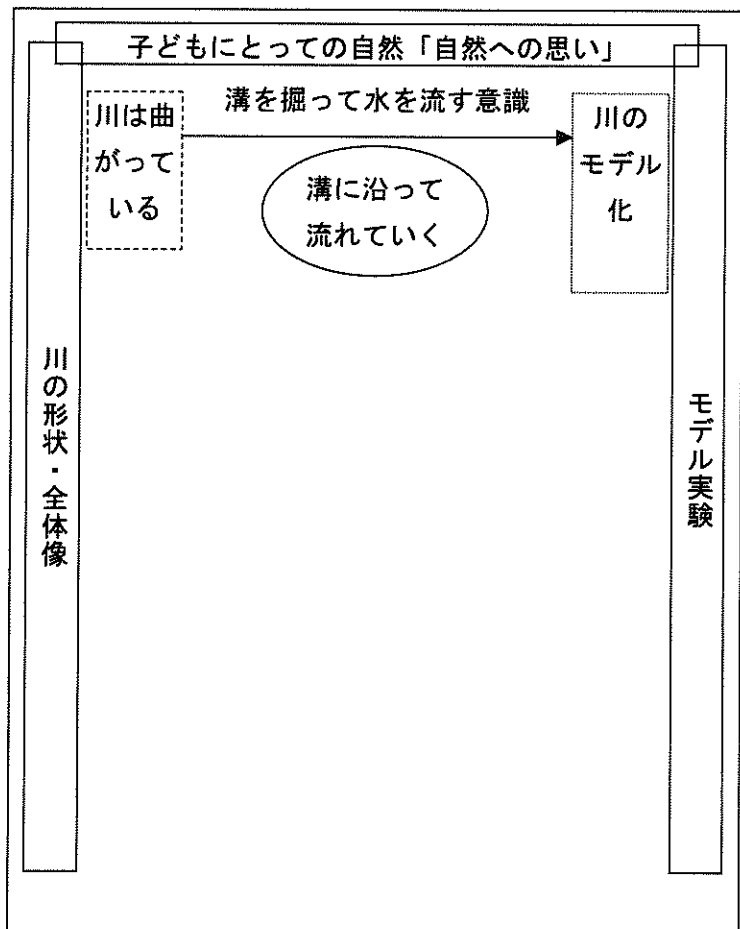 子どもにとっての自然「自然への思い」
溝を掘って水を流す意識
川は曲
がって
いる
溝に沿って
流れていく
川の
モデル
化
川の形状・全体像
モデル実験